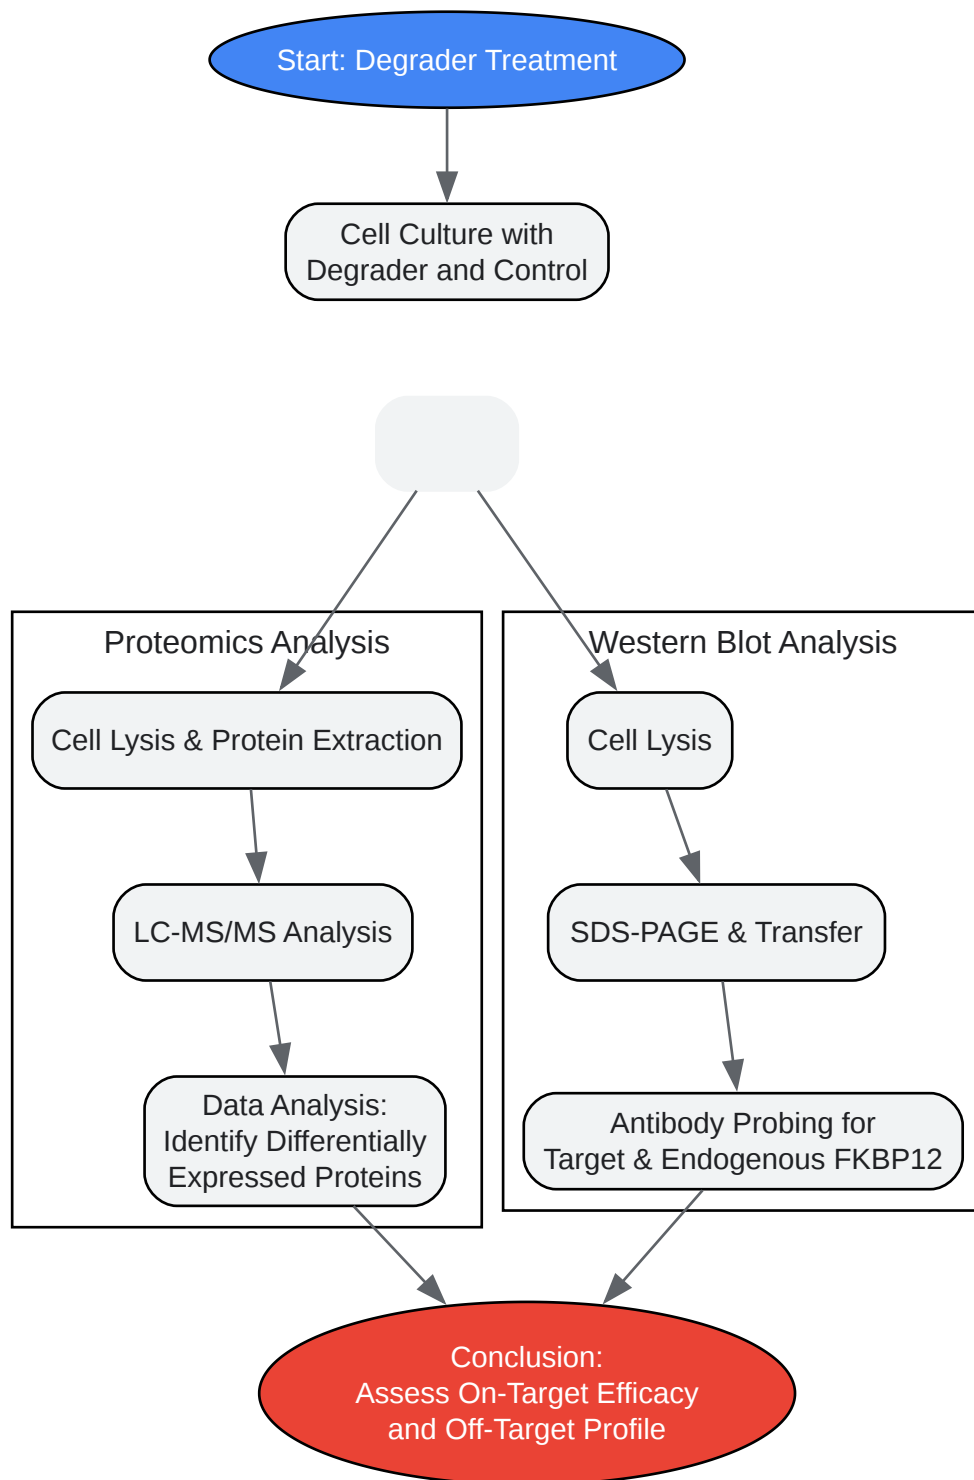 Start: Degrader Treatment
Cell Culture with
Degrader and Control
Proteomics Analysis
Cell Lysis & Protein Extraction
LC-MS/MS Analysis
Data Analysis:
Identify Differentially
Expressed Proteins
Western Blot Analysis
Cell Lysis
SDS-PAGE & Transfer
Antibody Probing for
Target & Endogenous FKBP12
Conclusion:
Assess On-Target Efficacy
and Off-Target Profile